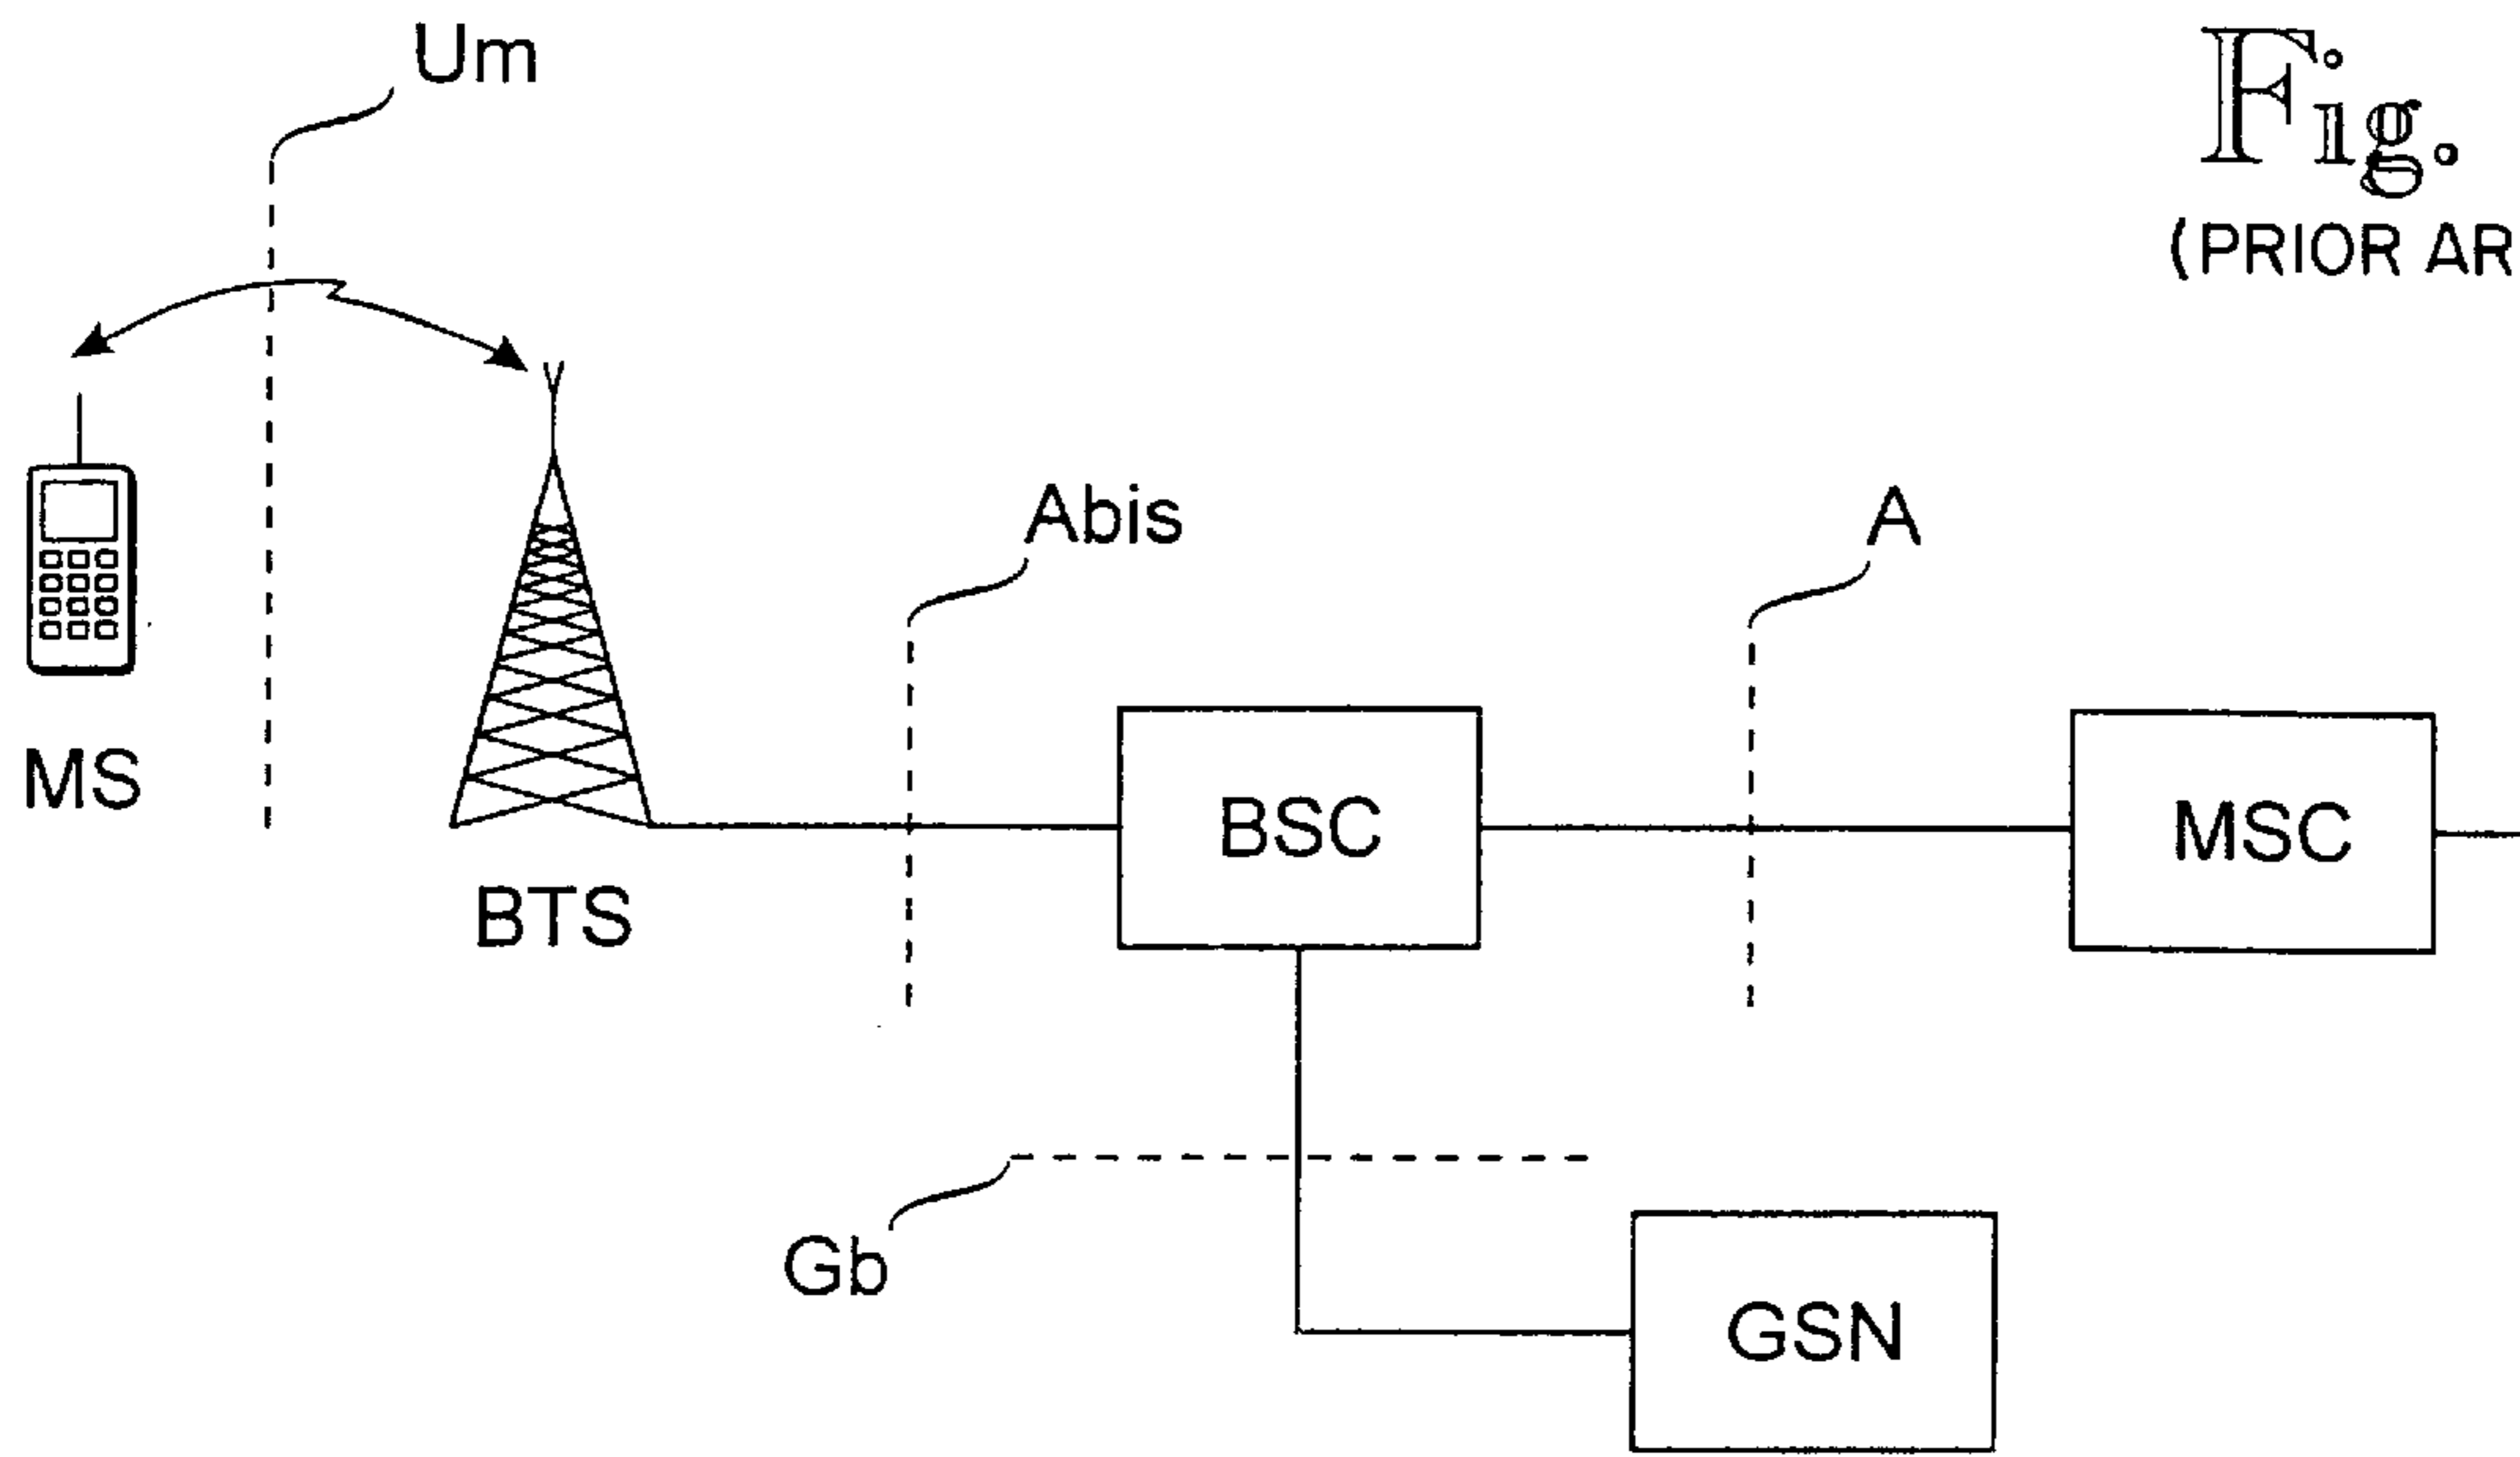 Um
Fig.
(PRIOR AR
Abis
A
MS
BSC
MSC
BTS
Gb
GSN